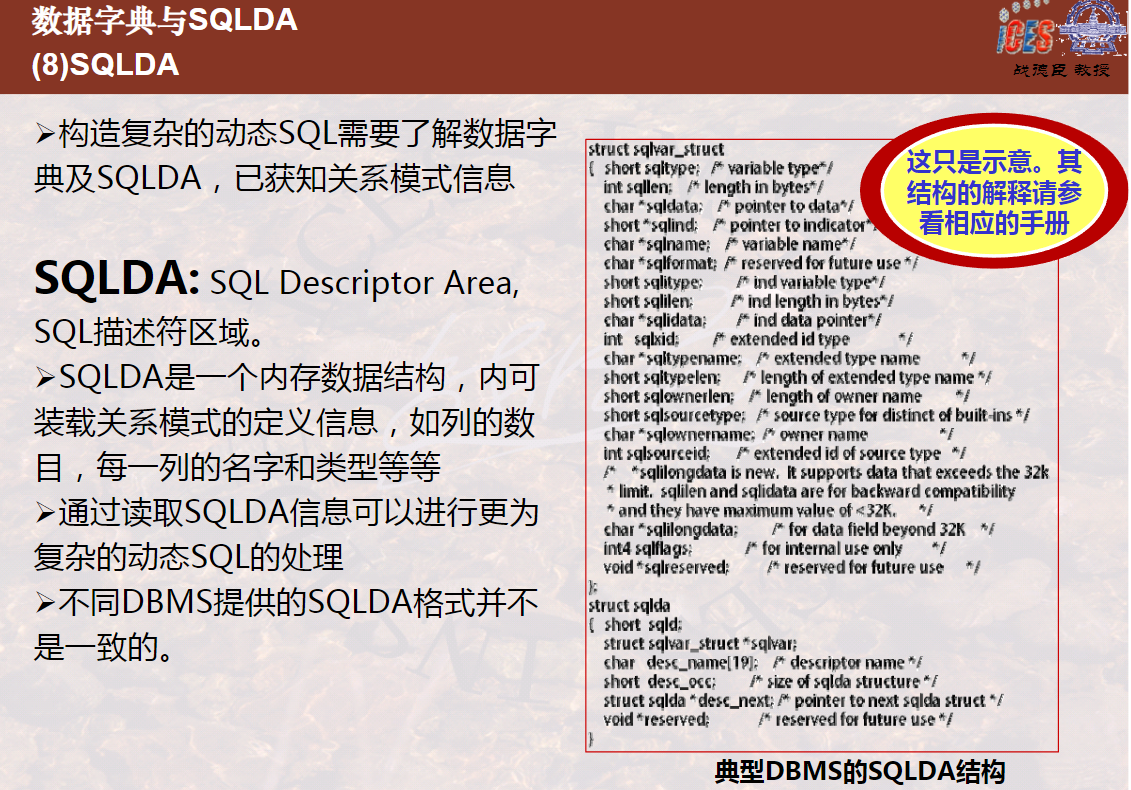 数据字典与SQLDA
(8)SQLDA
iCES
战德臣 教授
➢构造复杂的动态SQL需要了解数据字
典及SQLDA，已获知关系模式信息
SQLDA: SQL Descriptor Area,
SQL描述符区域。
➢SQLDA是一个内存数据结构，内可
装载关系模式的定义信息，如列的数
目，每一列的名字和类型等等
➢通过读取SQLDA信息可以进行更为
复杂的动态SQL的处理
➢不同DBMS提供的SQLDA格式并不
是一致的。
这只是示意。其
结构的解释请参
看相应的手册
struct sqlvar_struct
{ short sqltype; /* variable type*/
int sqllen; /* length in bytes*/
char *sqldata; /* pointer to data*/
short *sqlind; /* pointer to indicator*/
char *sqlname; /* variable name*/
char *sqlformat; /* reserved for future use */
short sqlitype; /* ind variable type*/
short sqlilen; /* ind length in bytes*/
char *sqlidata; /* ind data pointer*/
int sqlxid; /* extended id type */
char *sqltypename; /* extended type name */
short sqltypelen; /* length of extended type name */
short sqlownerlen; /* length of owner name */
short sqlsourcetype; /* source type for distinct of built-ins */
char *sqlownername; /* owner name */
int sqlsourceid; /* extended id of source type */
/* *sqlilongdata is new. It supports data that exceeds the 32k
* limit. sqlilen and sqlidata are for backward compatibility
* and they have maximum value of <32K. */
char *sqlilongdata; /* for data field beyond 32K */
int4 sqlflags; /* for internal use only */
void *sqlreserved; /* reserved for future use */
};
struct sqlda
{ short sqld;
struct sqlvar_struct *sqlvar;
char desc_name[19]; /* descriptor name */
short desc_occ; /* size of sqlda structure */
struct sqlda *desc_next; /* pointer to next sqlda struct */
void *reserved; /* reserved for future use */
}
典型DBMS的SQLDA结构